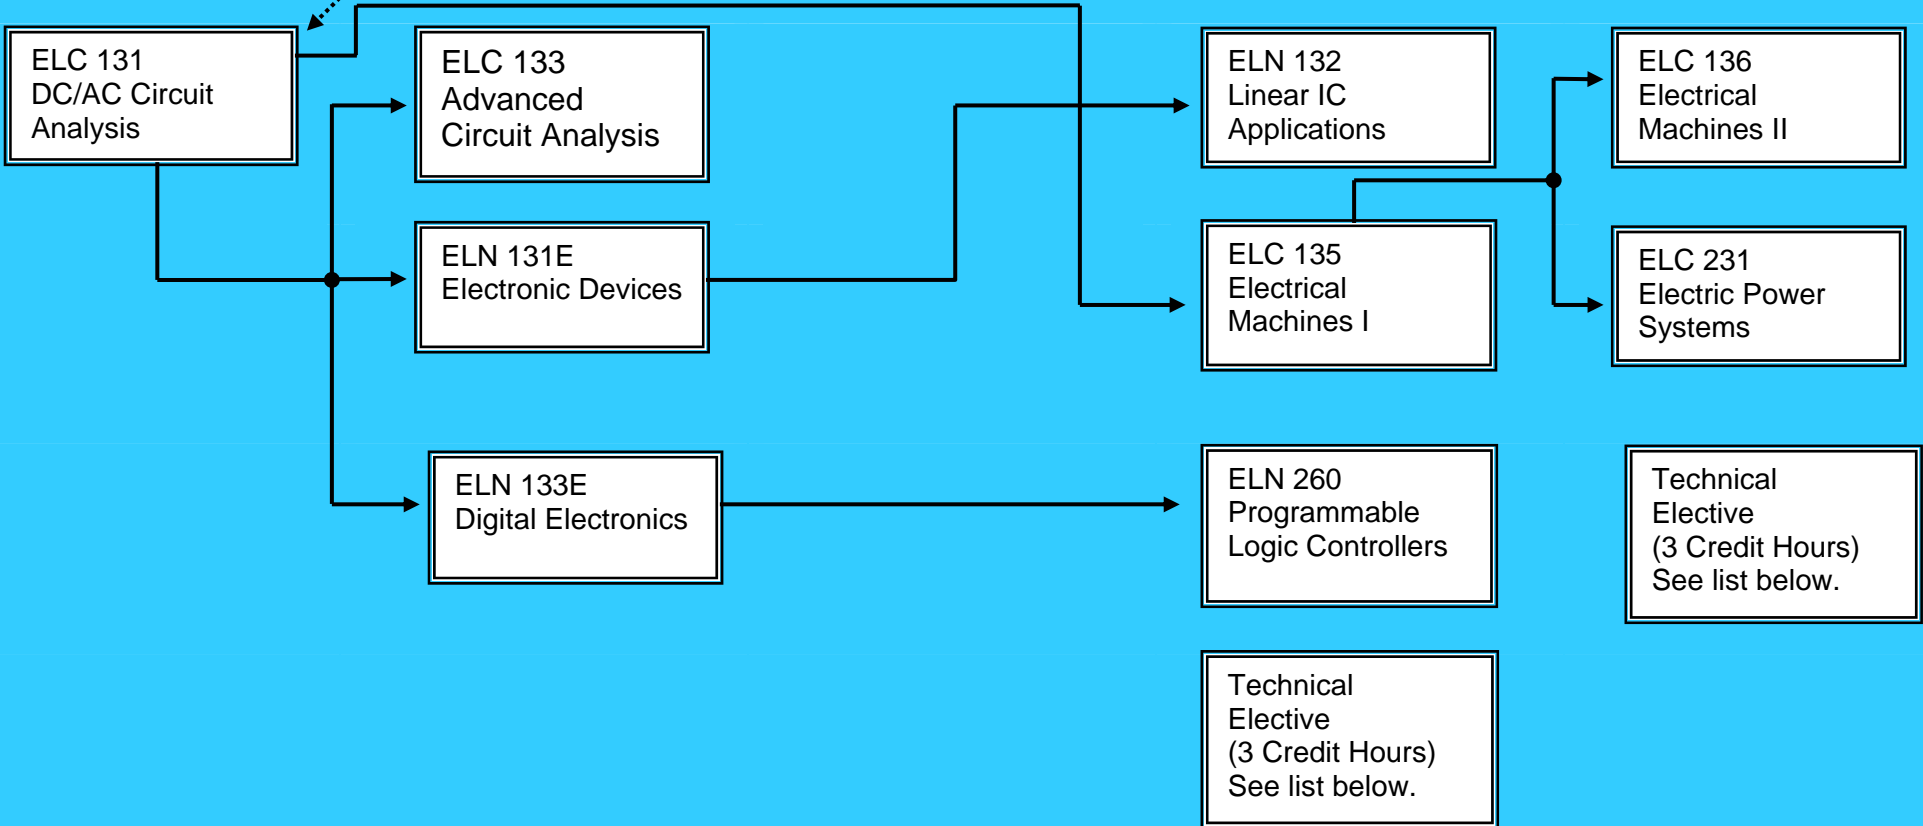 ELC 131
DC/AC Circuit
Analysis
ELC 133
Advanced
Circuit Analysis
ELN 132
Linear IC
Applications
ELC 136
Electrical
Machines II
ELN 131E
Electronic Devices
ELC 135
Electrical
Machines I
ELC 231
Electric Power
Systems
ELN 133E
Digital Electronics
ELN 260
Programmable
Logic Controllers
Technical
Elective
(3 Credit Hours)
See list below.
Technical
Elective
(3 Credit Hours)
See list below.